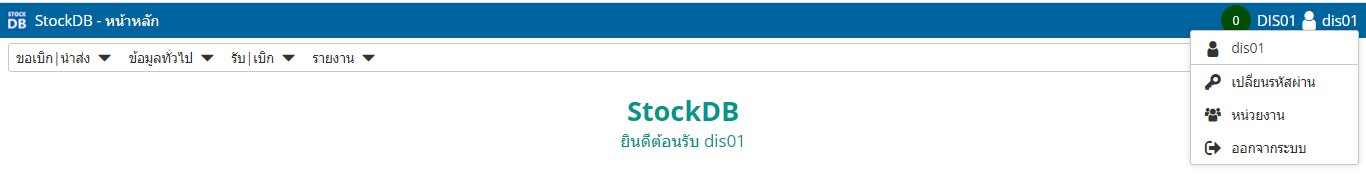 STOCK DB StockDB - หน้าหลัก 0 DIS01 dis01
ขอเบิก|นำส่ง ข้อมูลทั่วไป รับ|เบิก รายงาน
dis01
เปลี่ยนรหัสผ่าน
หน่วยงาน
ออกจากระบบ
StockDB
ยินดีต้อนรับ dis01